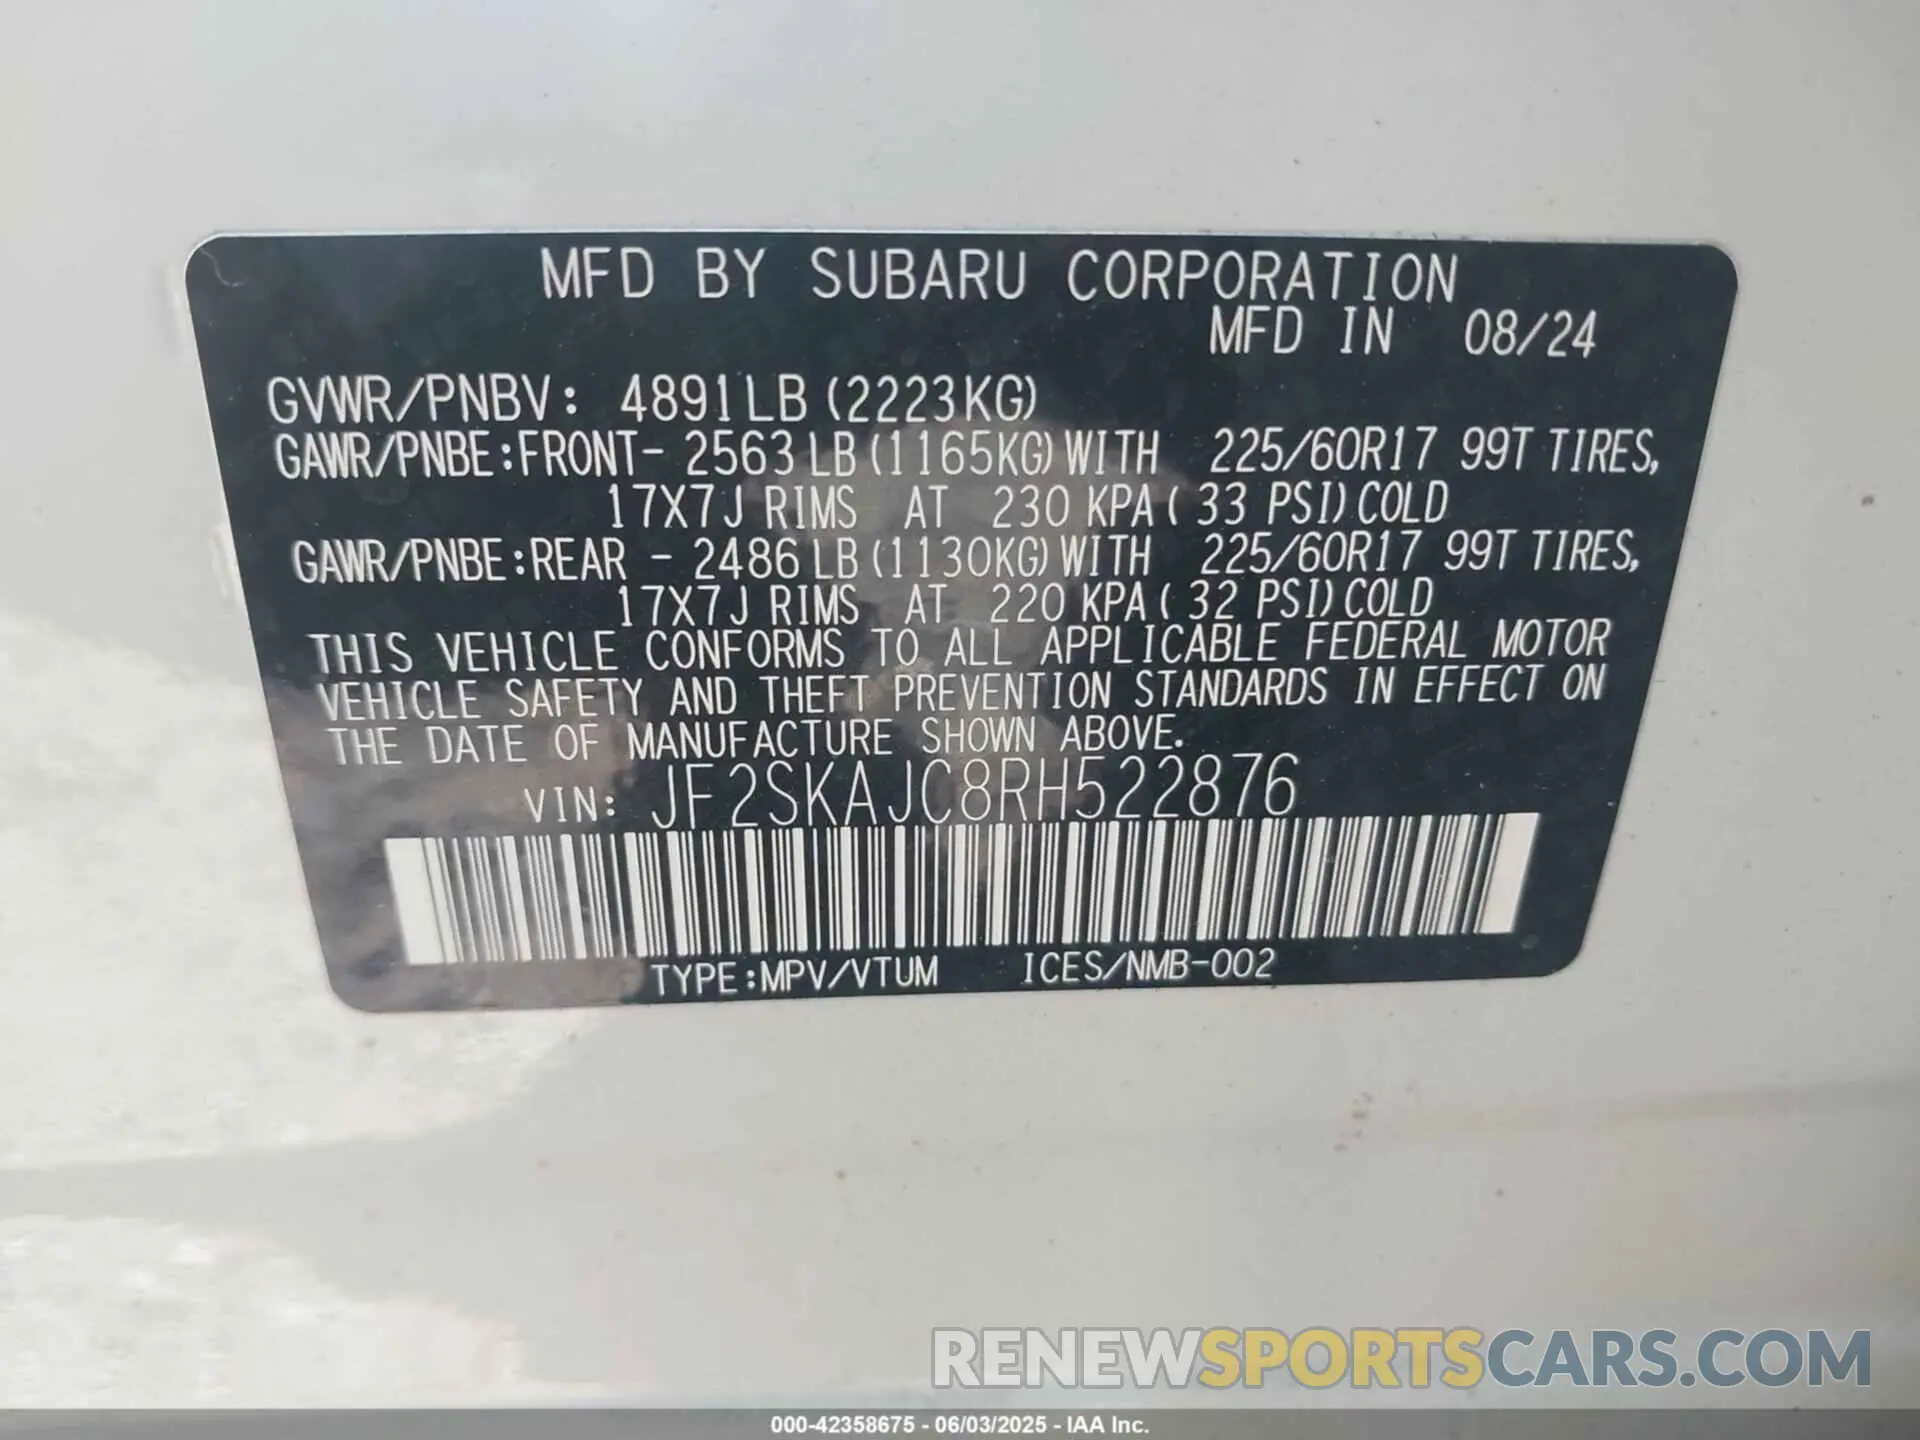 MFD BY SUBARU CORPORATION
MFD IN 08/24
GVWR/PNBV: 4891LB (2223KG)
GAWR/PNBE:FRONT- 2563 LB (1165KG) WITH 225/60R17 99T TIRES,
17X7J RIMS AT 230 KPA ( 33 PSI) COLD
GAWR/PNBE:REAR - 2486 LB (1130KG) WITH 225/60R17 99T TIRES,
17X7J RIMS AT 220 KPA ( 32 PSI) COLD
THIS VEHICLE CONFORMS TO ALL APPLICABLE FEDERAL MOTOR
VEHICLE SAFETY AND THEFT PREVENTION STANDARDS IN EFFECT ON
THE DATE OF MANUFACTURE SHOWN ABOVE.
VIN: JF2SKAJC8RH522876
TYPE:MPV/VTUM ICES/NMB-002
RENEWSPORTSCARS.COM
000-42358675 - 06/03/2025 - IAA Inc.